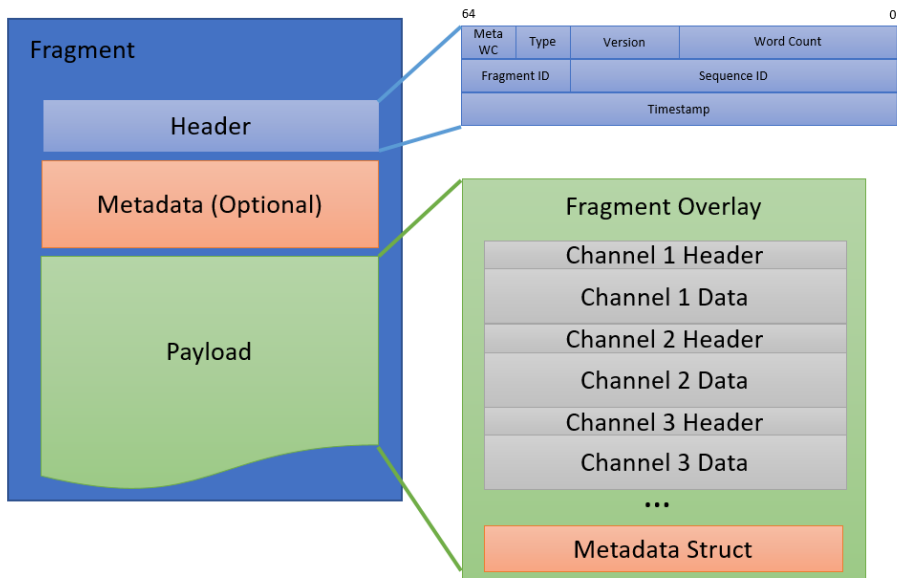 Fragment
Header
Metadata (Optional)
Payload
64
0
Meta
WC
Type
Version
Word Count
Fragment ID
Sequence ID
Timestamp
Fragment Overlay
Channel 1 Header
Channel 1 Data
Channel 2 Header
Channel 2 Data
Channel 3 Header
Channel 3 Data
...
Metadata Struct